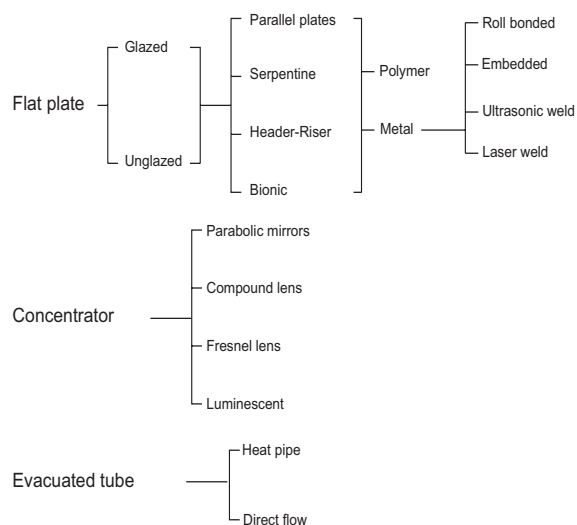 Flat plate
Glazed
Unglazed
Parallel plates
Serpentine
Header-Riser
Bionic
Polymer
Metal
Roll bonded
Embedded
Ultrasonic weld
Laser weld
Concentrator
Parabolic mirrors
Compound lens
Fresnel lens
Luminescent
Evacuated tube
Heat pipe
Direct flow